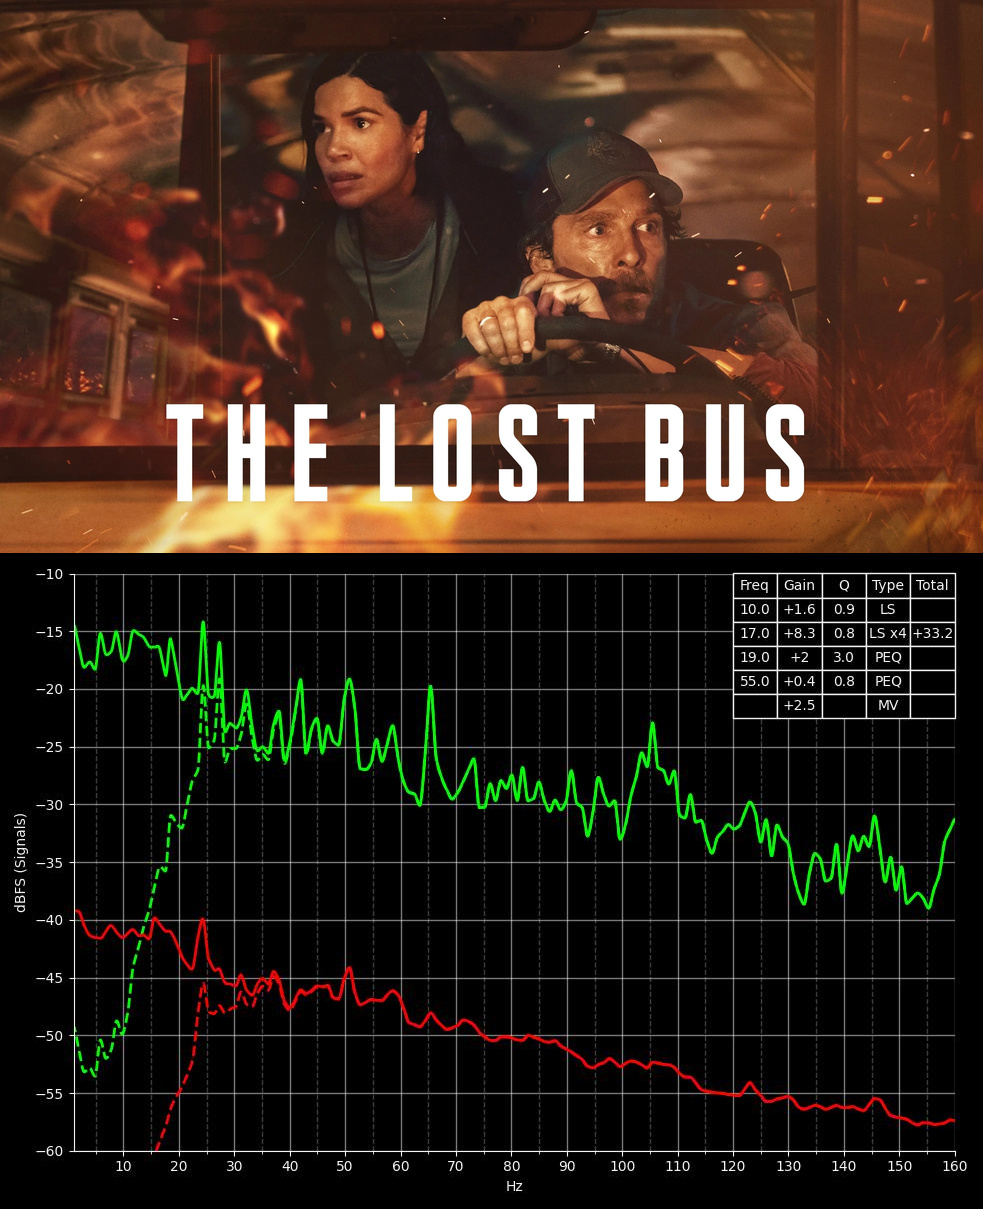 THE LOST BUS
Freq Gain Q Type Total
10.0 +1.6 0.9 LS
17.0 +8.3 0.8 LS x4 +33.2
19.0 +2 3.0 PEQ
55.0 +0.4 0.8 PEQ
+2.5 MV
−10
−15
−20
−25
−30
−35
−40
−45
−50
−55
−60
dBFS (Signals)
10 20 30 40 50 60 70 80 90 100 110 120 130 140 150 160
Hz